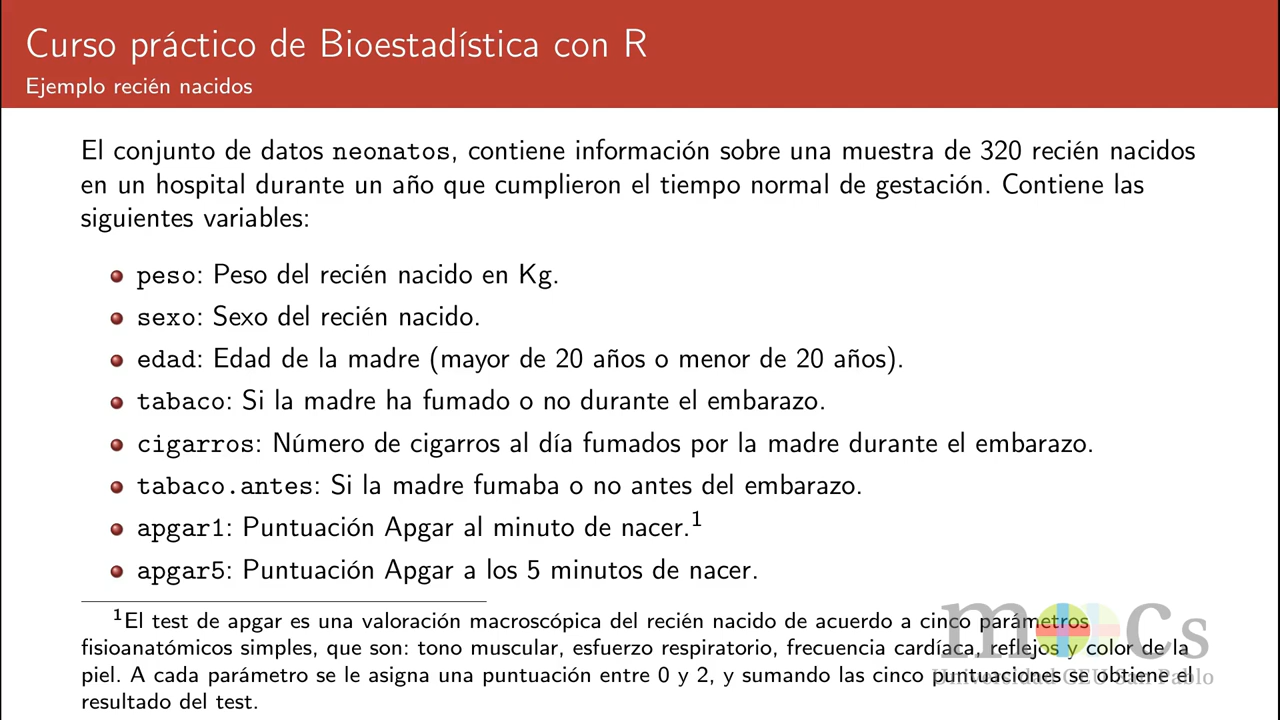 Curso práctico de Bioestadística con R
Ejemplo recién nacidos
El conjunto de datos neonatos, contiene información sobre una muestra de 320 recién nacidos
en un hospital durante un año que cumplieron el tiempo normal de gestación. Contiene las
siguientes variables:
peso: Peso del recién nacido en Kg.
sexo: Sexo del recién nacido.
edad: Edad de la madre (mayor de 20 años o menor de 20 años).
tabaco: Si la madre ha fumado o no durante el embarazo.
cigarros: Número de cigarros al día fumados por la madre durante el embarazo.
tabaco.antes: Si la madre fumaba o no antes del embarazo.
apgar1: Puntuación Apgar al minuto de nacer.¹
apgar5: Puntuación Apgar a los 5 minutos de nacer.
¹El test de apgar es una valoración macroscópica del recién nacido de acuerdo a cinco parámetros
fisioanatómicos simples, que son: tono muscular, esfuerzo respiratorio, frecuencia cardíaca, reflejos y color de la
piel. A cada parámetro se le asigna una puntuación entre 0 y 2, y sumando las cinco puntuaciones se obtiene el
resultado del test.
moocs
Universidad CEU San Pablo